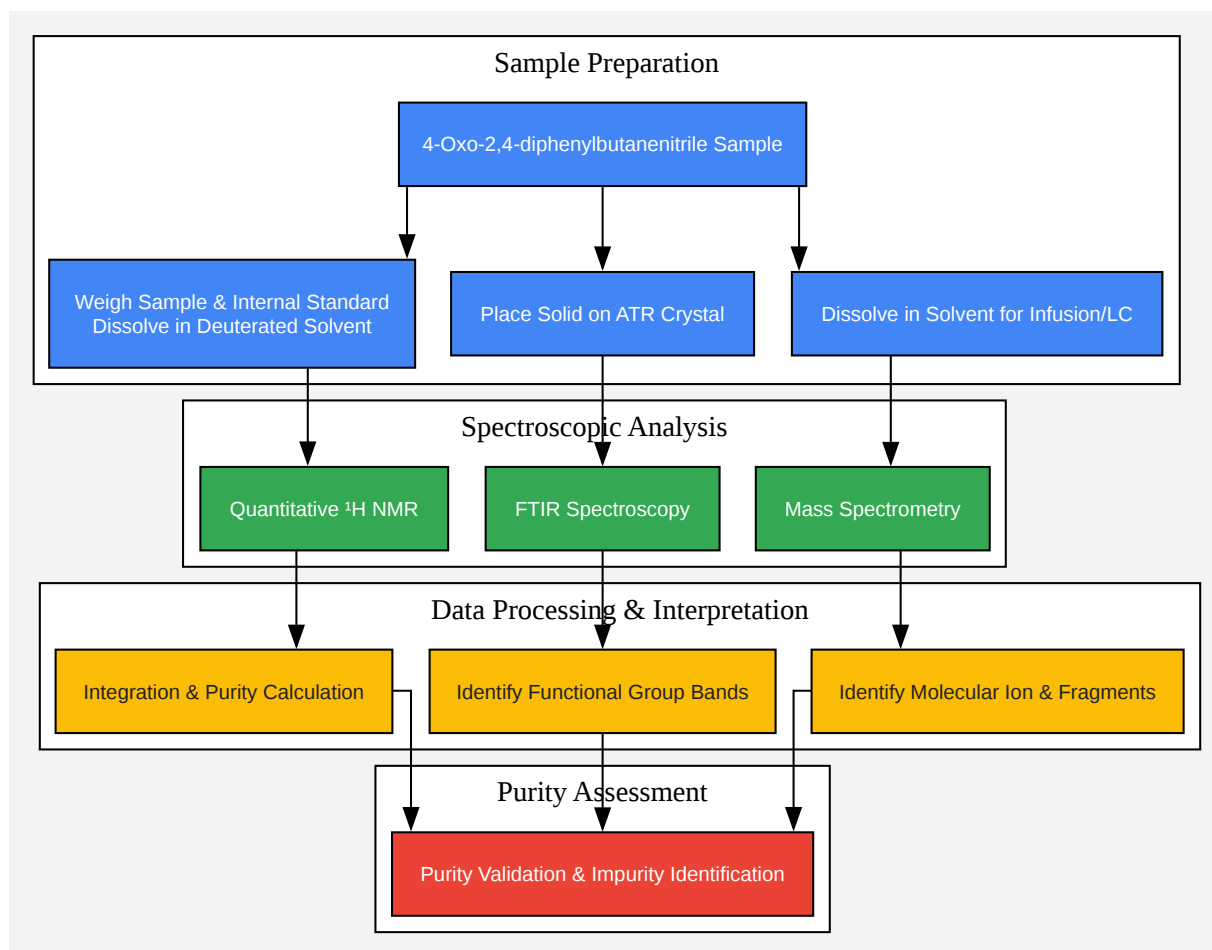 Sample Preparation
4-Oxo-2,4-diphenylbutanenitrile Sample
Weigh Sample & Internal Standard
Dissolve in Deuterated Solvent
Place Solid on ATR Crystal
Dissolve in Solvent for Infusion/LC
Spectroscopic Analysis
Quantitative ¹H NMR
FTIR Spectroscopy
Mass Spectrometry
Data Processing & Interpretation
Integration & Purity Calculation
Identify Functional Group Bands
Identify Molecular Ion & Fragments
Purity Assessment
Purity Validation & Impurity Identification